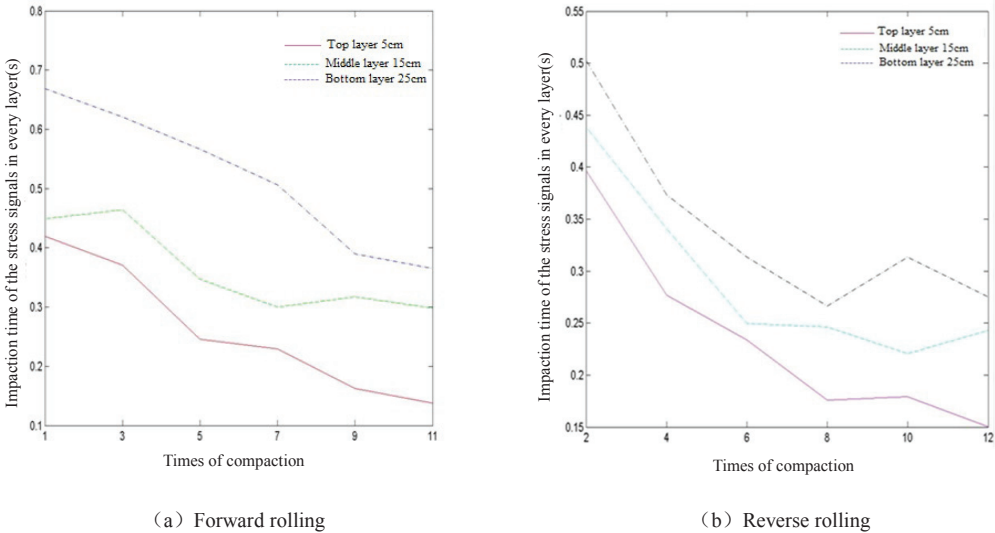 Impaction time of the stress signals in every layer(s)
0.8
0.7
0.6
0.5
0.4
0.3
0.2
0.1
1 3 5 7 9 11
Top layer 5cm
Middle layer 15cm
Bottom layer 25cm
Times of compaction
(a) Forward rolling
Impaction time of the stress signals in every layer(s)
0.55
0.5
0.45
0.4
0.35
0.3
0.25
0.2
0.15
2 4 6 8 10 12
Top layer 5cm
Middle layer 15cm
Bottom layer 25cm
Times of compaction
(b) Reverse rolling